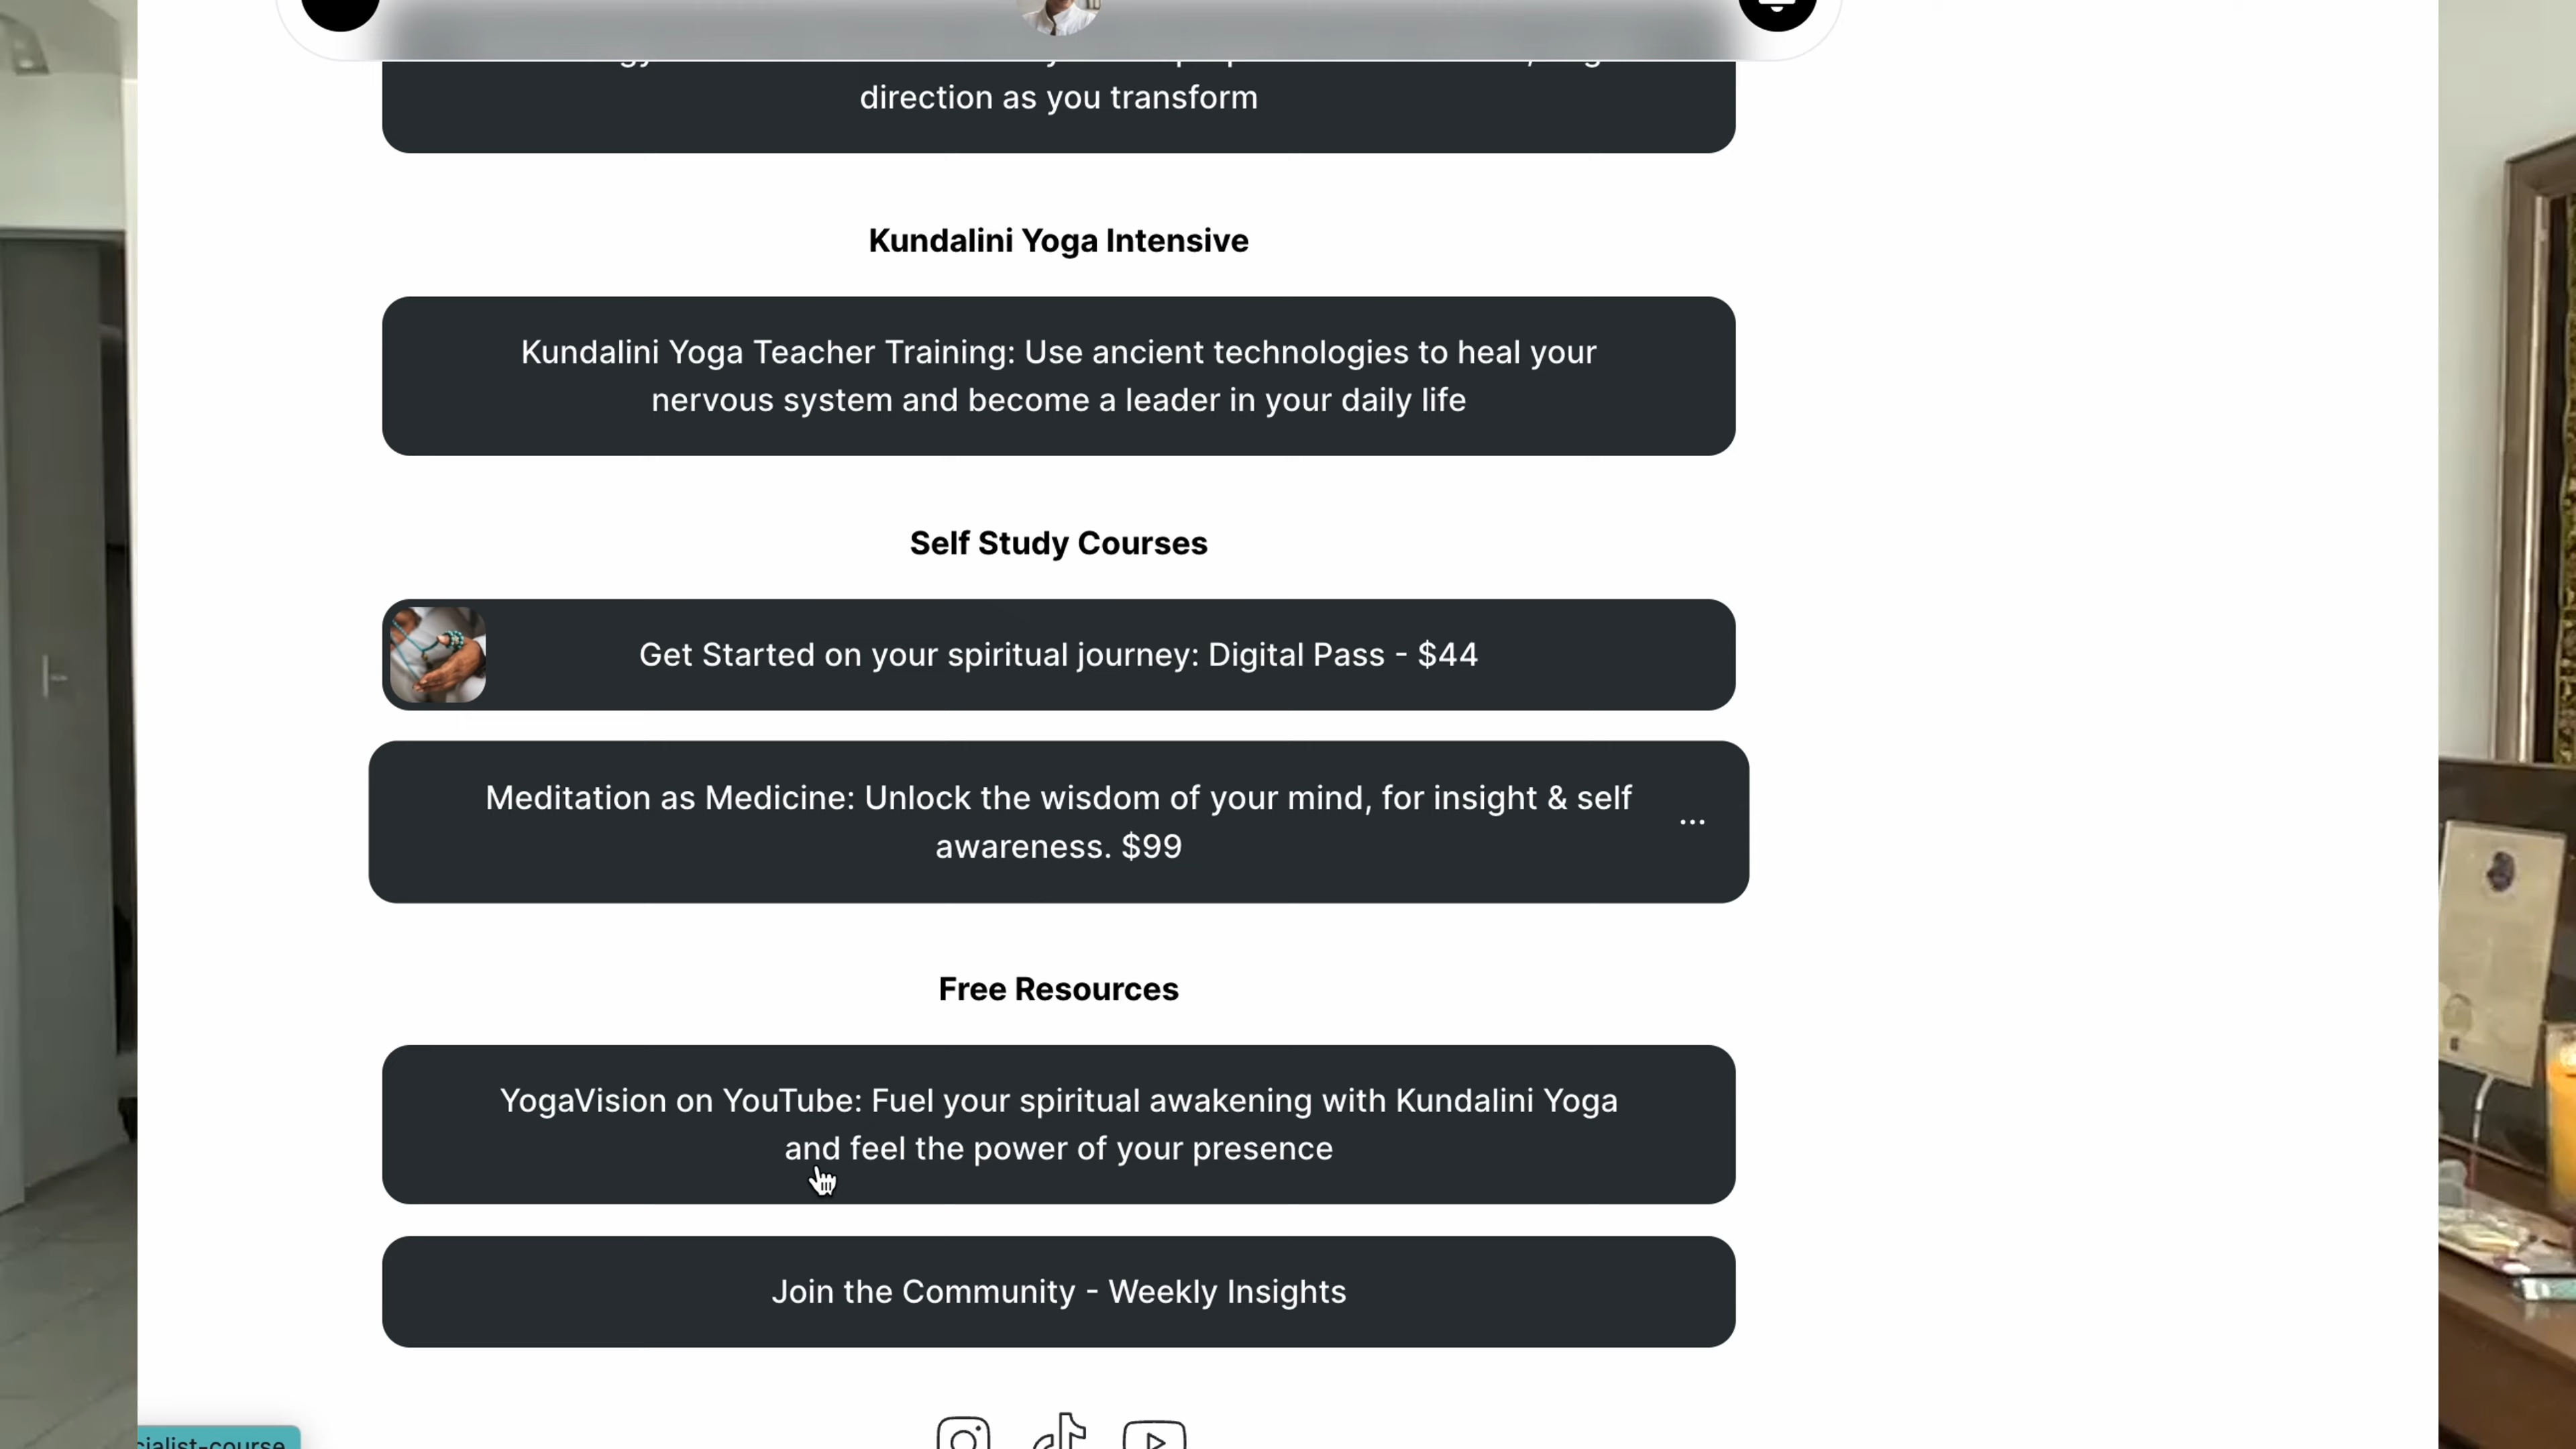 direction as you transform
Kundalini Yoga Intensive
Kundalini Yoga Teacher Training: Use ancient technologies to heal your
nervous system and become a leader in your daily life
Self Study Courses
Get Started on your spiritual journey: Digital Pass - $44
Meditation as Medicine: Unlock the wisdom of your mind, for insight & self
awareness. $99
...
Free Resources
YogaVision on YouTube: Fuel your spiritual awakening with Kundalini Yoga
and feel the power of your presence
Join the Community - Weekly Insights
cialist-course